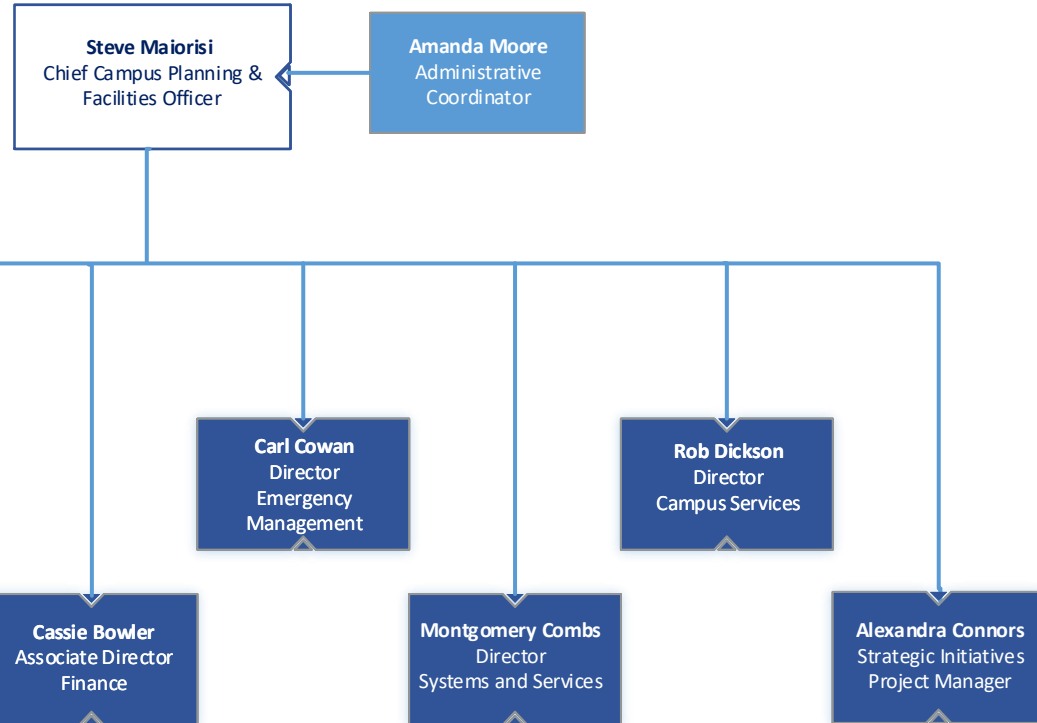 Steve Maiorisi
Chief Campus Planning &
Facilities Officer
Amanda Moore
Administrative
Coordinator
Carl Cowan
Director
Emergency
Management
Rob Dickson
Director
Campus Services
Cassie Bowler
Associate Director
Finance
Montgomery Combs
Director
Systems and Services
Alexandra Connors
Strategic Initiatives
Project Manager